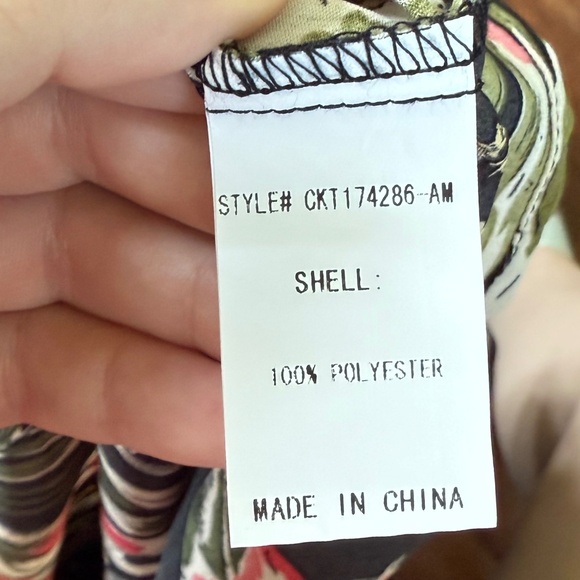 STYLE# CKT174286-AM
SHELL:
100% POLYESTER
MADE IN CHINA